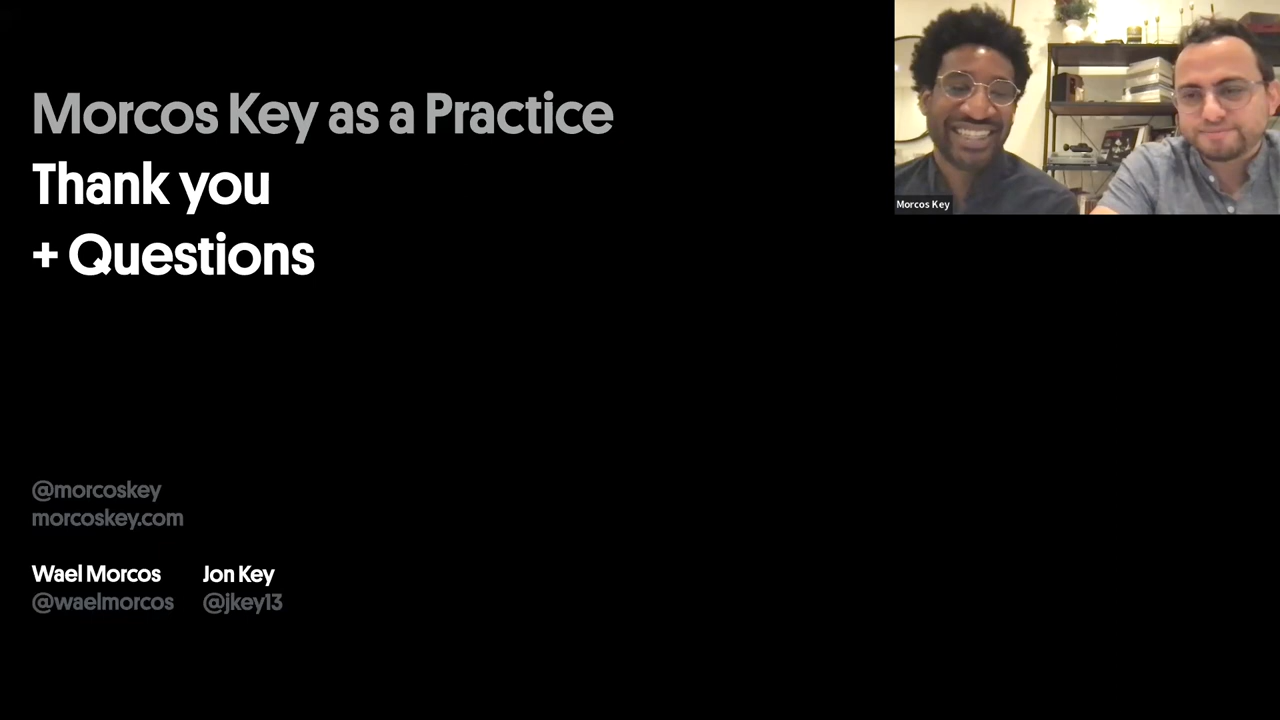 Morcos Key as a Practice
Thank you
+ Questions
Morcos Key
@morcoskey
morcoskey.com
Wael Morcos Jon Key
@waelmorcos @jkey13